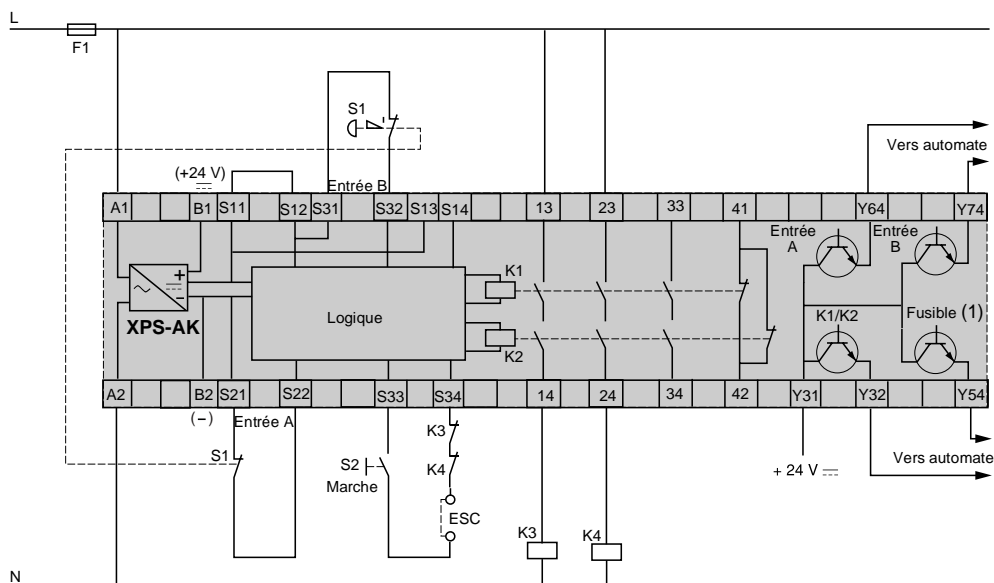 L
F1
S1
Vers automate
(+24 V)
Entrée B
A1 B1 S11 S12 S31 S32 S13 S14 13 23 33 41 Y64 Y74
Entrée A
Entrée B
K1
+
~
-
XPS-AK
Logique
K2
K1/K2
Fusible (1)
A2 B2 S21 S22 S33 S34 14 24 34 42 Y31 Y32 Y54
(-)
Entrée A
K3
S1
S2
Marche
K4
ESC
+ 24 V
Vers automate
K3
K4
N